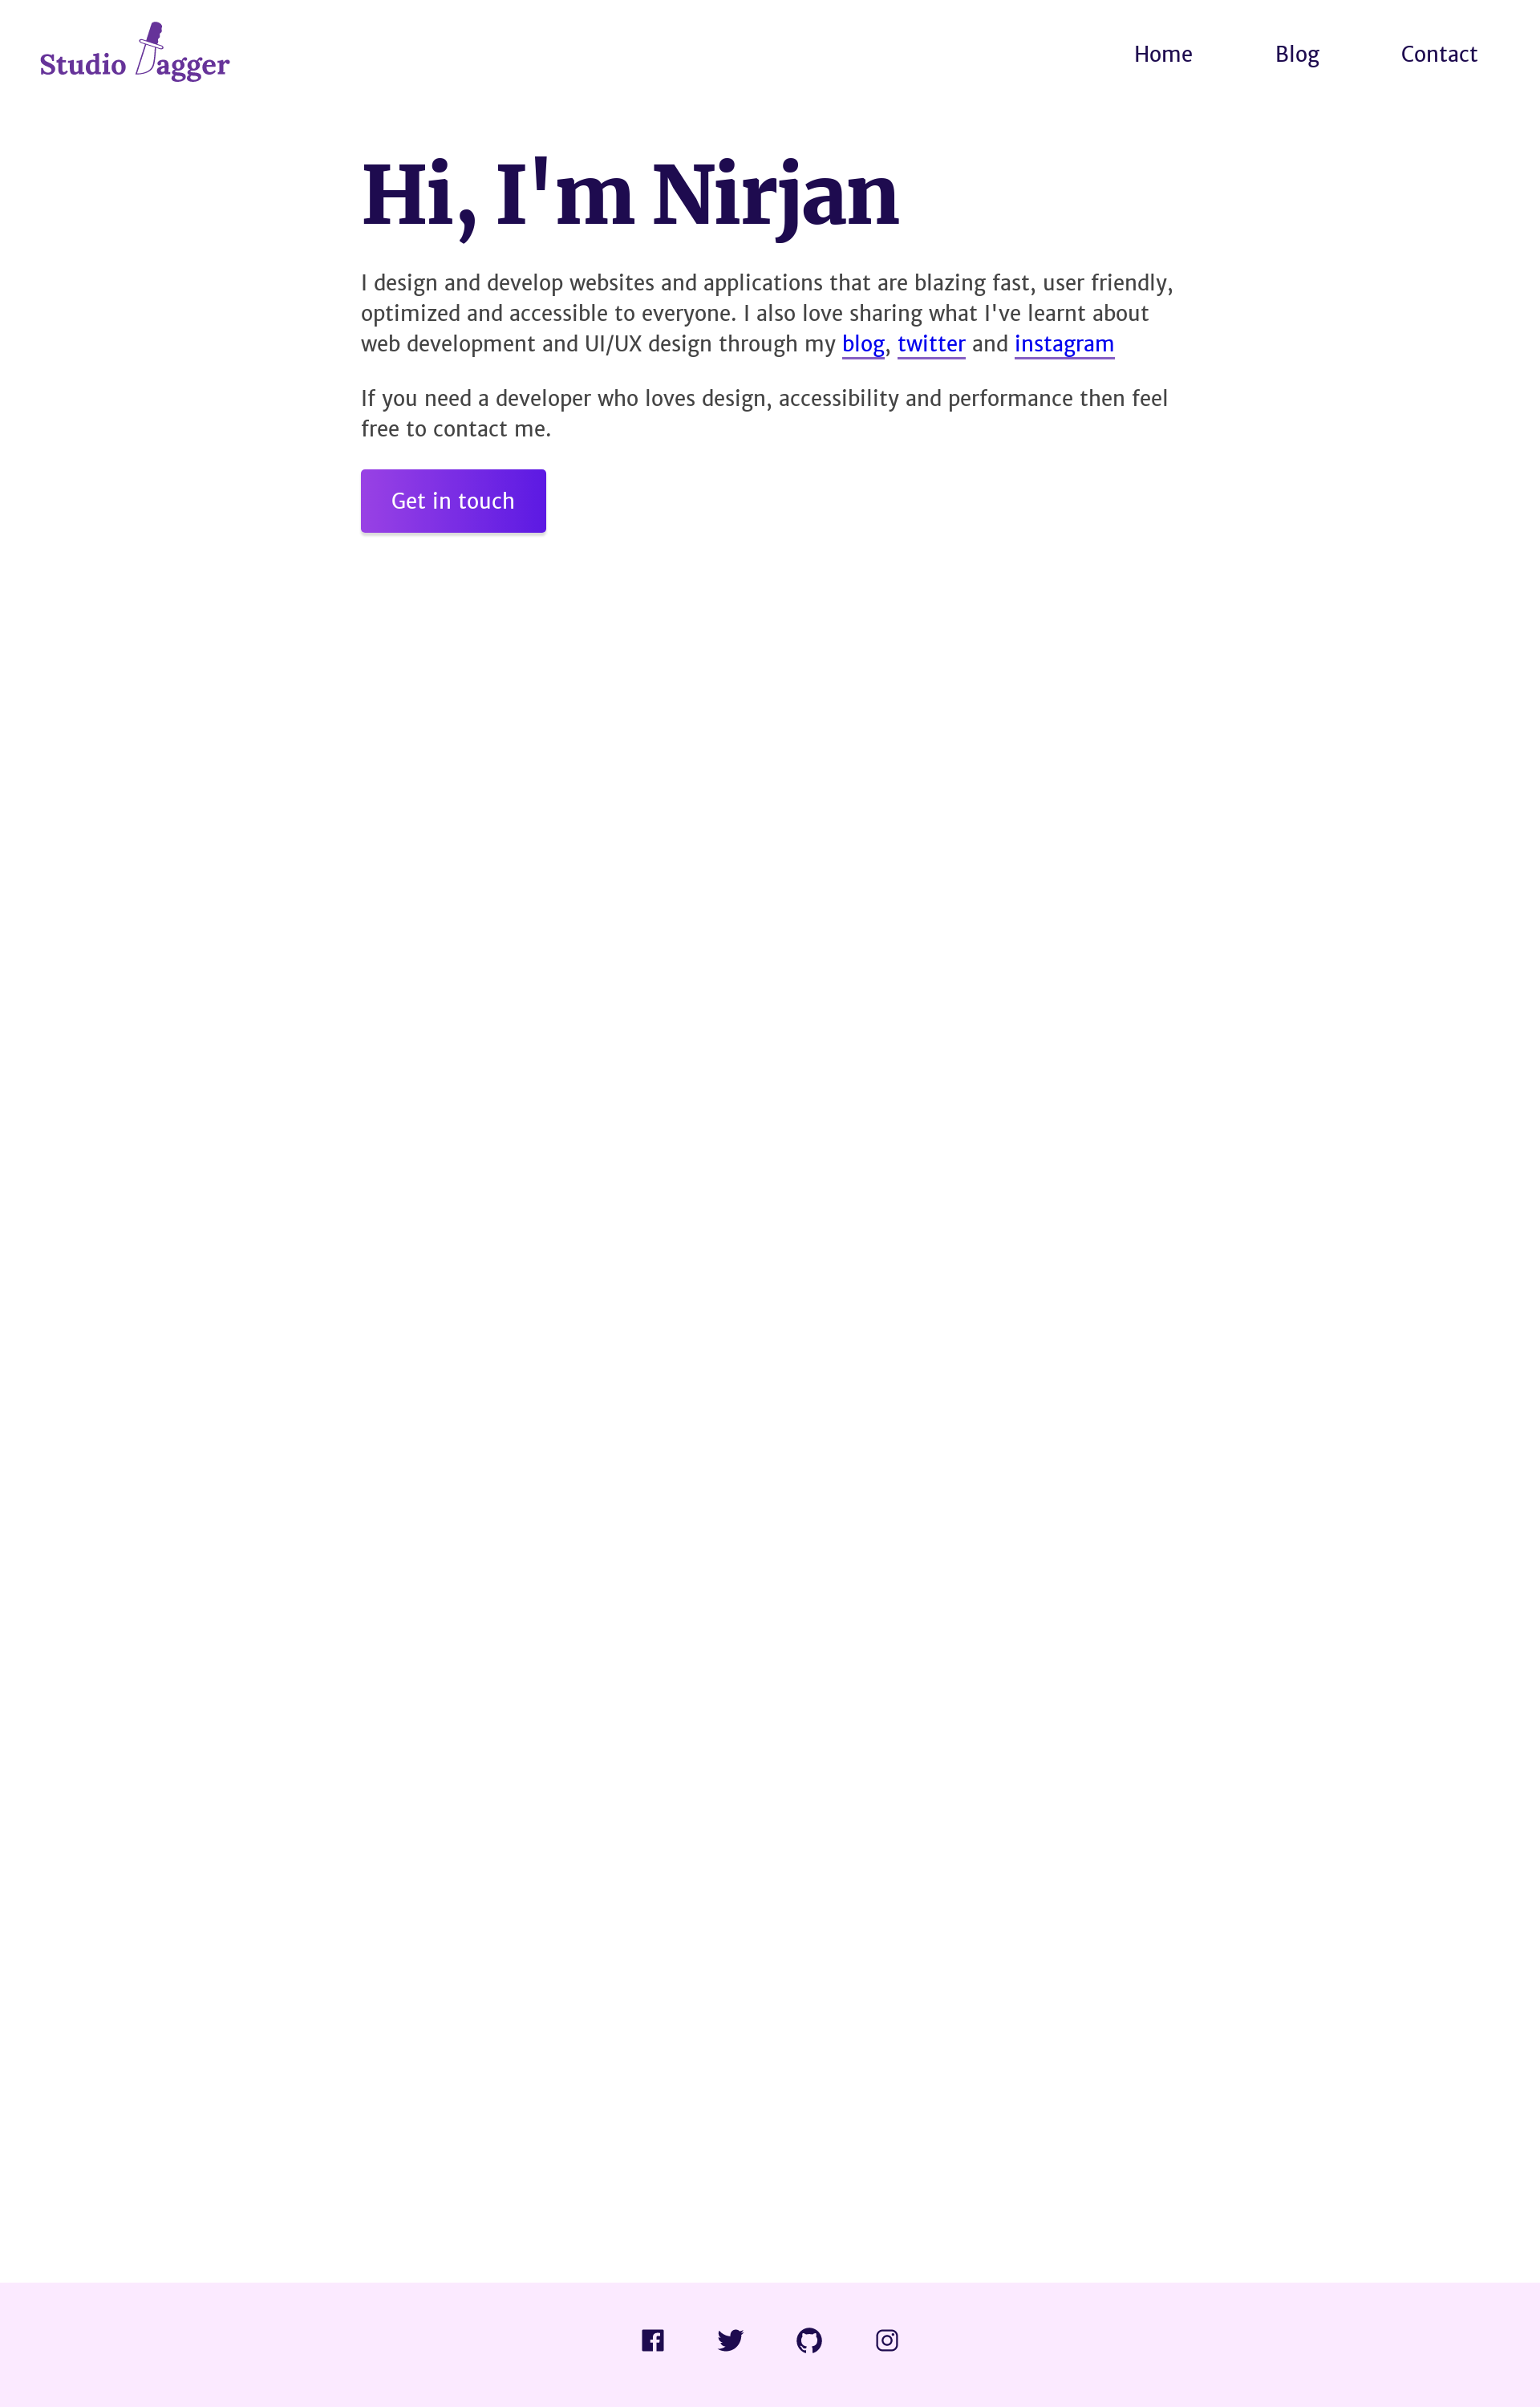 Studio Dagger
Home
Blog
Contact
Hi, I'm Nirjan
I design and develop websites and applications that are blazing fast, user friendly,
optimized and accessible to everyone. I also love sharing what I've learnt about
web development and UI/UX design through my blog, twitter and instagram
If you need a developer who loves design, accessibility and performance then feel
free to contact me.
Get in touch